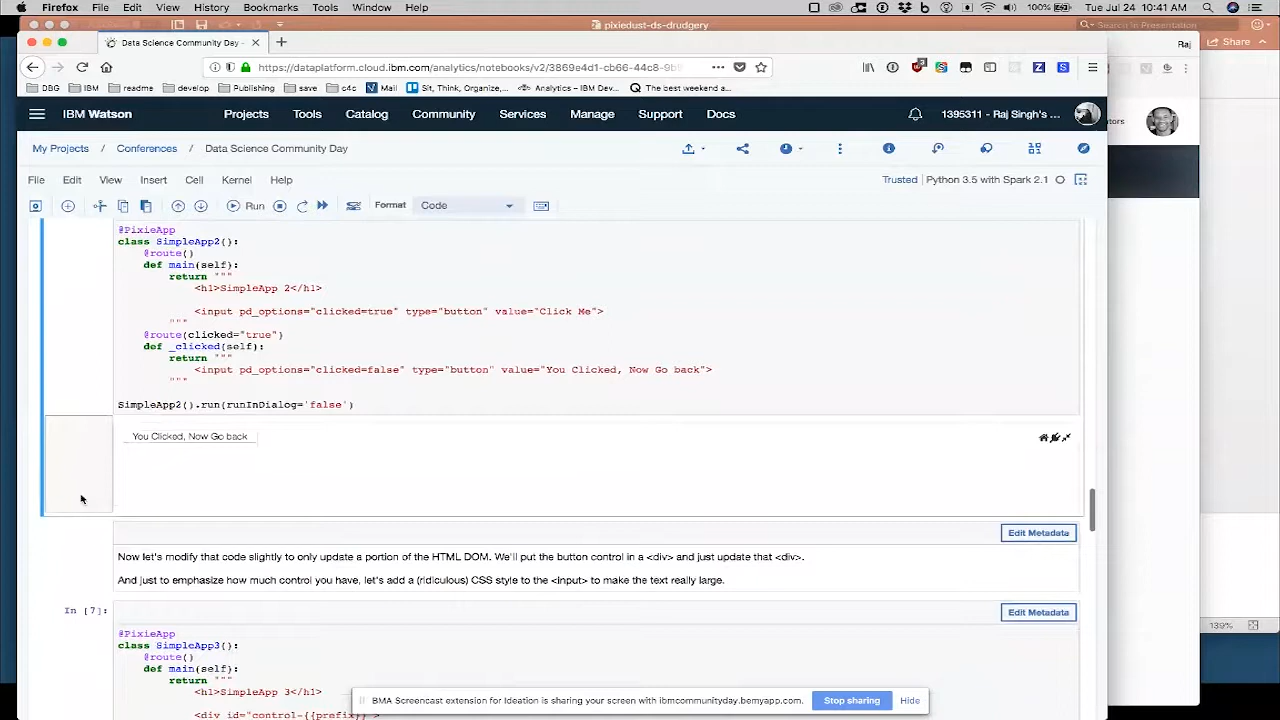 Firefox File Edit View History Bookmarks Tools Window Help 100% Tue Jul 24 10:41 AM
pixiedust-ds-drudgery Search in Presentation
Data Science Community Day - Raj Share
https://dataplatform.cloud.ibm.com/analytics/notebooks/v2/3869e4d1-cb66-44c8-9b9
DBG IBM readme develop Publishing save c4c Mail Sit, Think, Organize,... Analytics – IBM Dev... The best weekend a...
IBM Watson Projects Tools Catalog Community Services Manage Support Docs 1395311 - Raj Singh's ... tors
My Projects / Conferences / Data Science Community Day
File Edit View Insert Cell Kernel Help Trusted Python 3.5 with Spark 2.1
Run Format Code
@PixieApp
class SimpleApp2():
@route()
def main(self):
return """
<h1>SimpleApp 2</h1>
<input pd_options="clicked=true" type="button" value="Click Me">
"""
@route(clicked="true")
def _clicked(self):
return """
<input pd_options="clicked=false" type="button" value="You Clicked, Now Go back">
"""
SimpleApp2().run(runInDialog='false')
You Clicked, Now Go back
Edit Metadata
Now let's modify that code slightly to only update a portion of the HTML DOM. We'll put the button control in a <div> and just update that <div>.
And just to emphasize how much control you have, let's add a (ridiculous) CSS style to the <input> to make the text really large.
In [7]: Edit Metadata
139%
@PixieApp
class SimpleApp3():
@route()
def main(self):
return """
<h1>SimpleApp 3</h1>
BMA Screencast extension for Ideation is sharing your screen with ibmcommunityday.bemyapp.com. Stop sharing Hide
<div id="control-{{prefix}}">